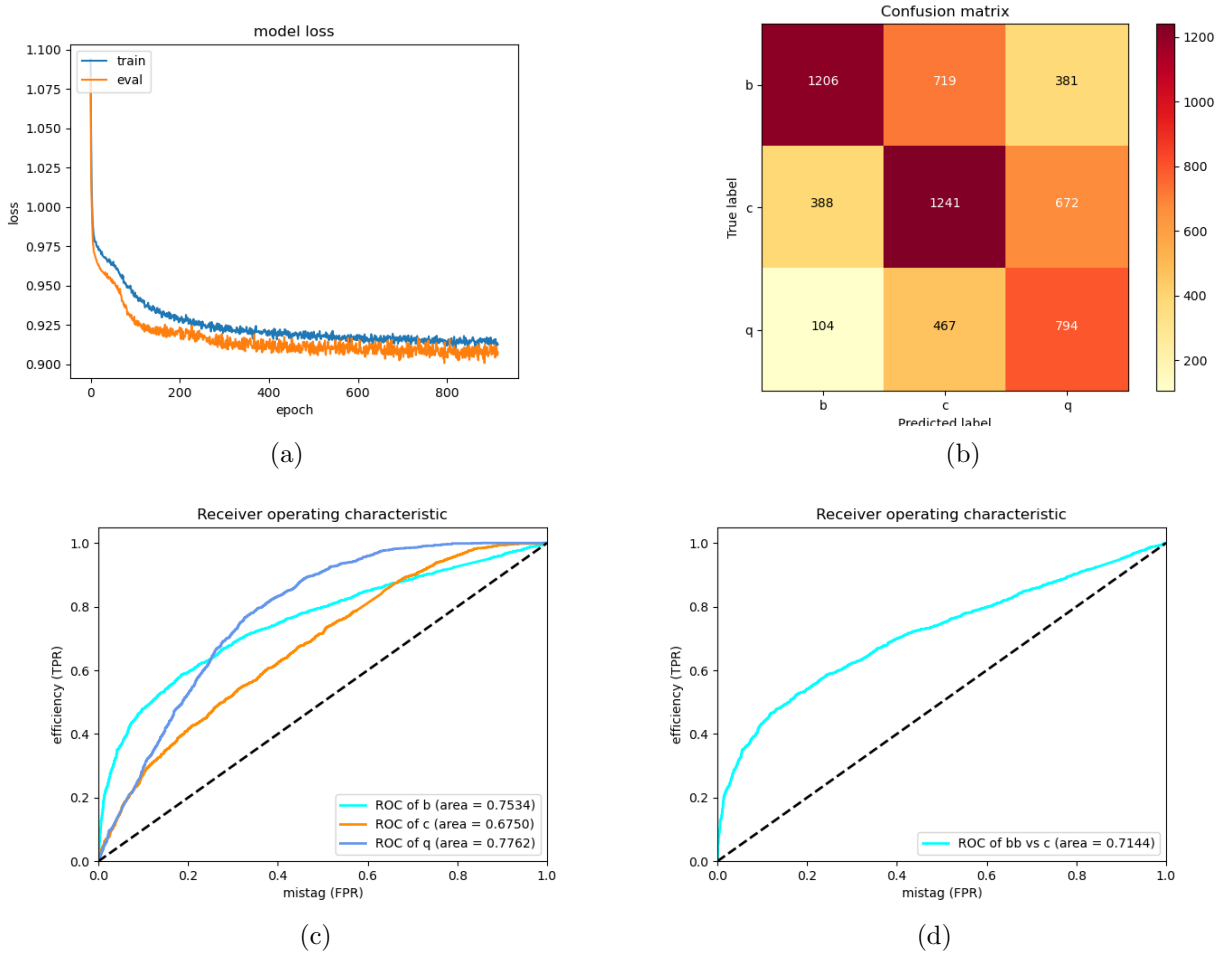 model loss
1.100
1.075
1.050
1.025
1.000
0.975
0.950
0.925
0.900
loss
train
eval
0 200 400 600 800
epoch
(a)
Confusion matrix
b
c
q
True label
1206 719 381
388 1241 672
104 467 794
b c q
Predicted label
1200
1000
800
600
400
200
(b)
Receiver operating characteristic
1.0
0.8
0.6
0.4
0.2
0.0
efficiency (TPR)
ROC of b (area = 0.7534)
ROC of c (area = 0.6750)
ROC of q (area = 0.7762)
0.0 0.2 0.4 0.6 0.8 1.0
mistag (FPR)
(c)
Receiver operating characteristic
1.0
0.8
0.6
0.4
0.2
0.0
efficiency (TPR)
ROC of bb vs c (area = 0.7144)
0.0 0.2 0.4 0.6 0.8 1.0
mistag (FPR)
(d)